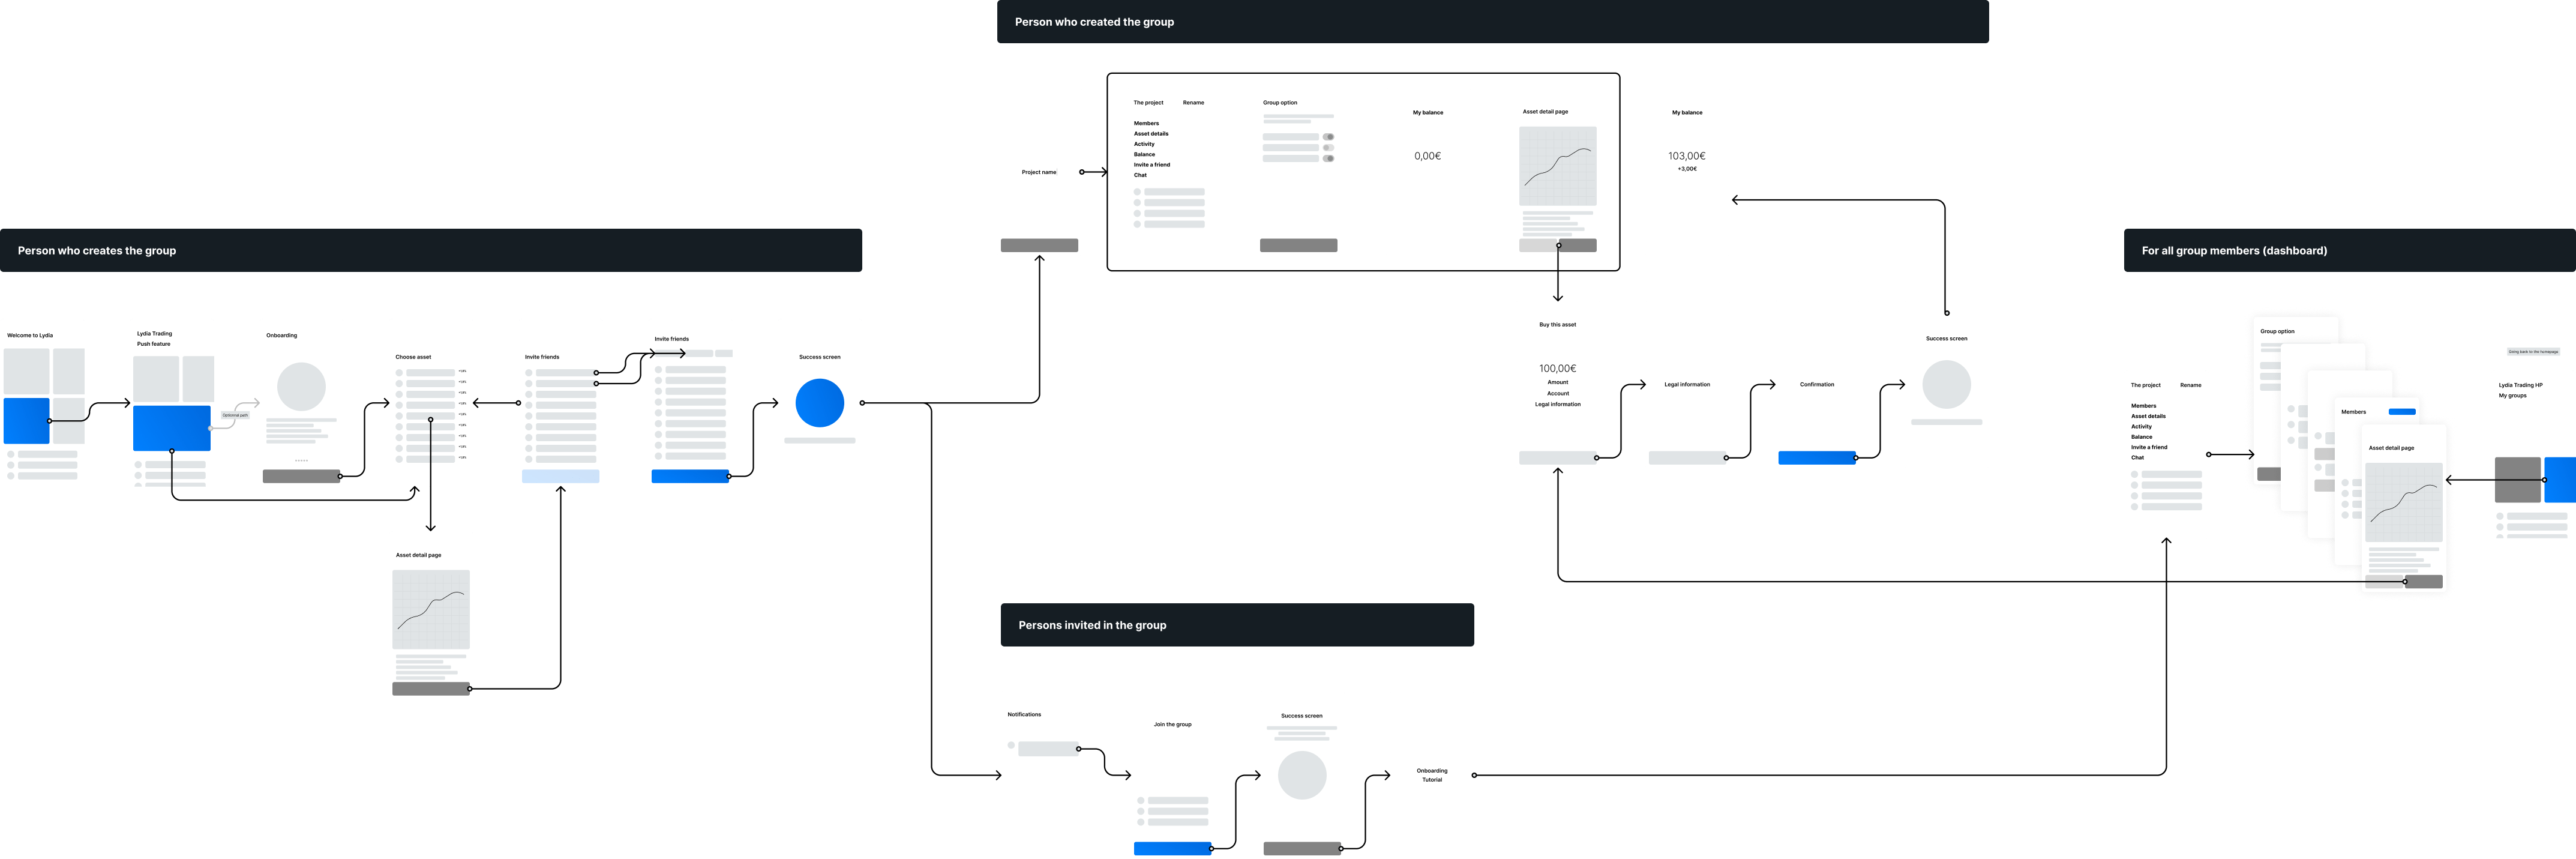 Person who created the group
The project
Rename
Members
Asset details
Activity
Balance
Invite a friend
Chat
Group option
My balance
0,00€
Asset detail page
My balance
103,00€
+3,00€
Project name
Person who creates the group
Welcome to Lydia
Lydia Trading
Push feature
Optionnal path
Onboarding
Choose asset
Invite friends
Invite friends
Success screen
Asset detail page
Buy this asset
100,00€
Amount
Account
Legal information
Legal information
Confirmation
Success screen
For all group members (dashboard)
The project
Rename
Members
Asset details
Activity
Balance
Invite a friend
Chat
Group option
Members
Asset detail page
Going back to the homepage
Lydia Trading HP
My groups
Persons invited in the group
Notifications
Join the group
Success screen
Onboarding
Tutorial